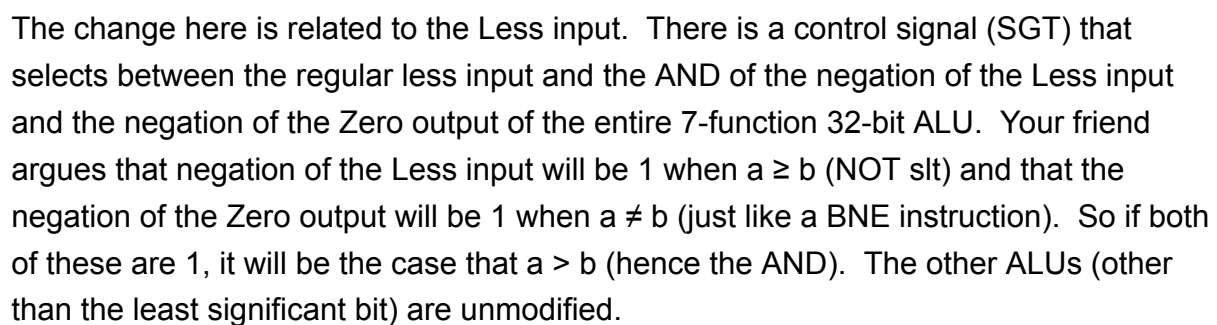 The change here is related to the Less input.  There is a control signal (SGT) that
selects between the regular less input and the AND of the negation of the Less input
and the negation of the Zero output of the entire 7-function 32-bit ALU.  Your friend
argues that negation of the Less input will be 1 when a ≥ b (NOT slt) and that the
negation of the Zero output will be 1 when a ≠ b (just like a BNE instruction).  So if both
of these are 1, it will be the case that a > b (hence the AND).  The other ALUs (other
than the least significant bit) are unmodified.